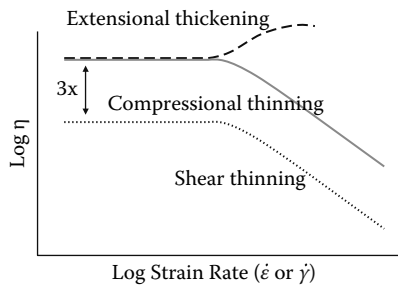 Extensional thickening
3x
Compressional thinning
Log η
Shear thinning
Log Strain Rate (ε̇ or γ̇)